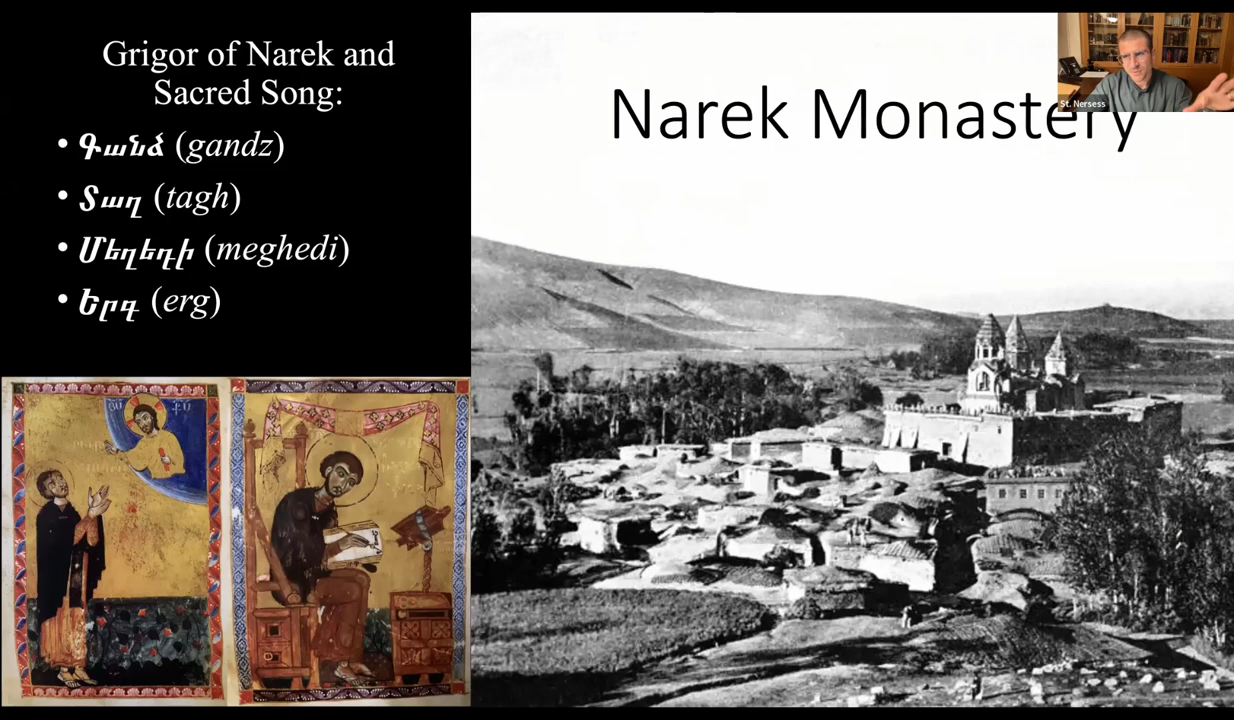 Grigor of Narek and
Sacred Song:
• Գանձ (gandz)
• Տաղ (tagh)
• Մեղեդի (meghedi)
• Երգ (erg)
Narek Monastery
St. Nersess